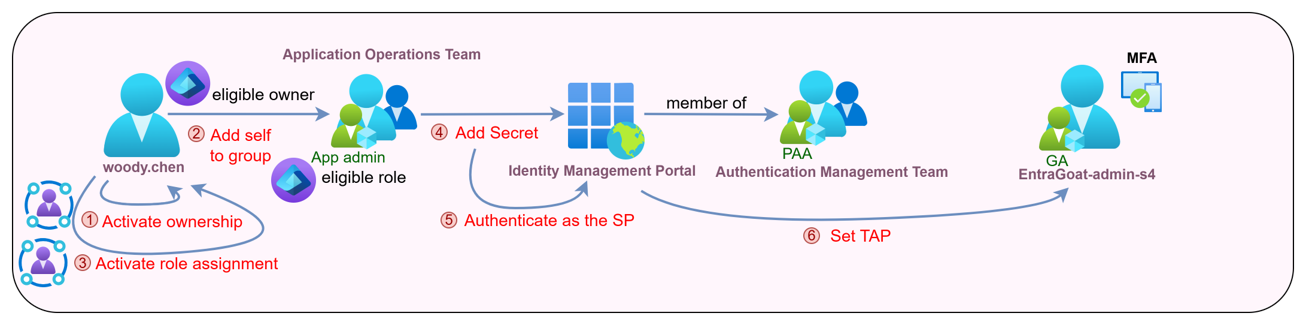 Application Operations Team
MFA
eligible owner
member of
② Add self
to group
④ Add Secret
App admin
eligible role
PAA
GA
woody.chen
Identity Management Portal
Authentication Management Team
EntraGoat-admin-s4
① Activate ownership
⑤ Authenticate as the SP
⑥ Set TAP
③ Activate role assignment